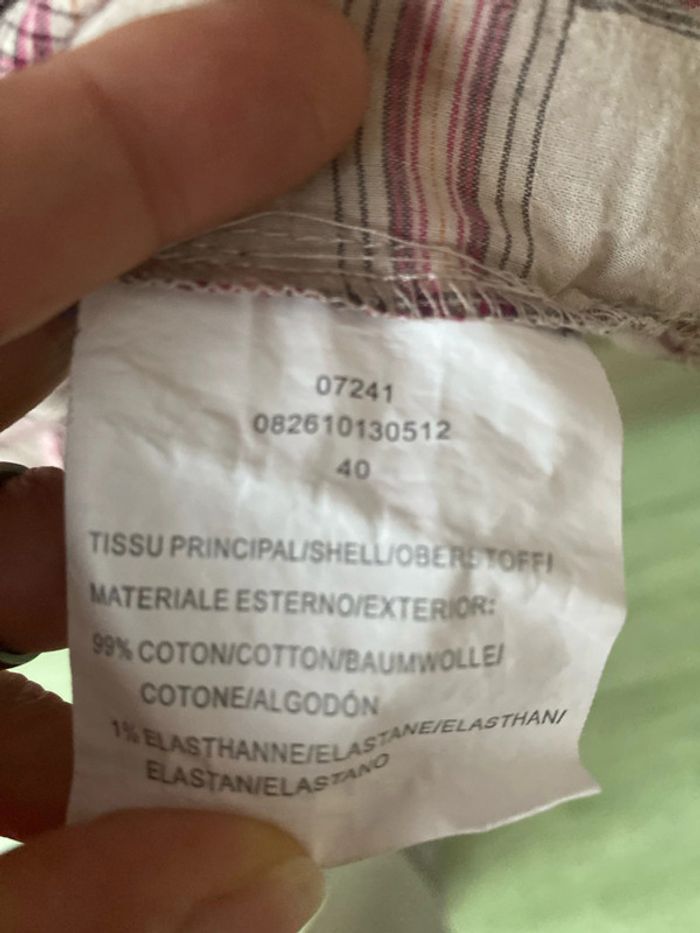 07241
082610130512
40
TISSU PRINCIPAL/SHELL/OBERSTOFF/
MATERIALE ESTERNO/EXTERIOR:
99% COTON/COTTON/BAUMWOLLE/
COTONE/ALGODÓN
1% ELASTHANNE/ELASTANE/ELASTHAN/
ELASTAN/ELASTANO